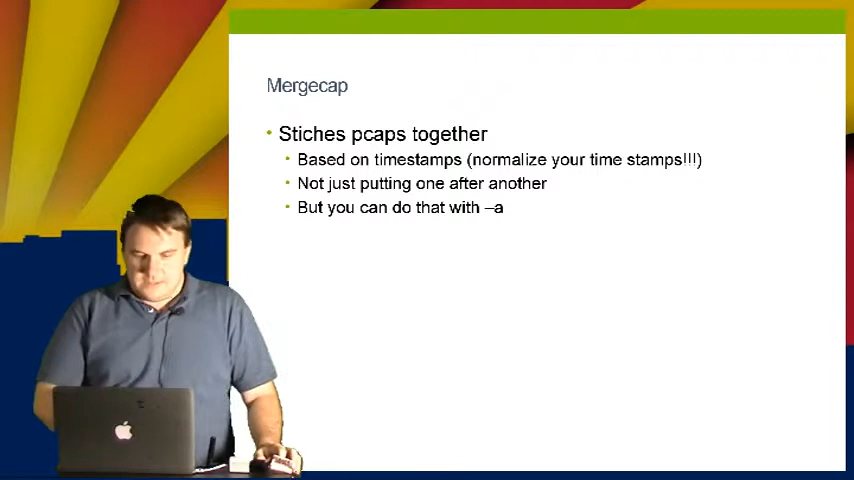 Mergecap
• Stiches pcaps together
• Based on timestamps (normalize your time stamps!!!)
• Not just putting one after another
• But you can do that with –a